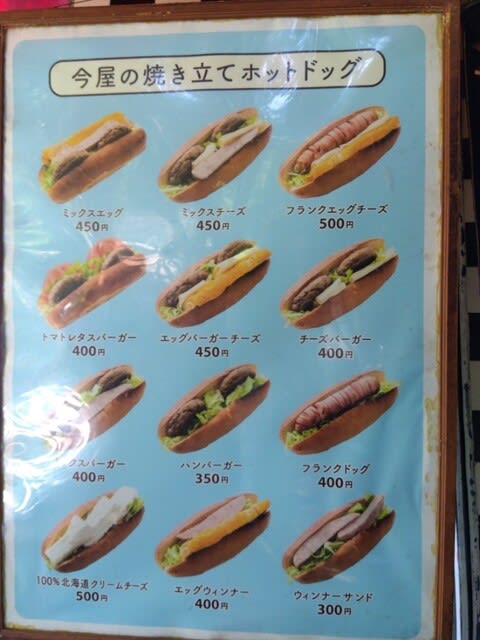 今屋の焼き立てホットドッグ
ミックスエッグ
450円
ミックスチーズ
450円
フランクエッグチーズ
500円
トマトレタスバーガー
400円
エッグバーガーチーズ
450円
チーズバーガー
400円
クスバーガー
400円
ハンバーガー
350円
フランクドッグ
400円
100%北海道クリームチーズ
500円
エッグウィンナー
400円
ウィンナーサンド
300円